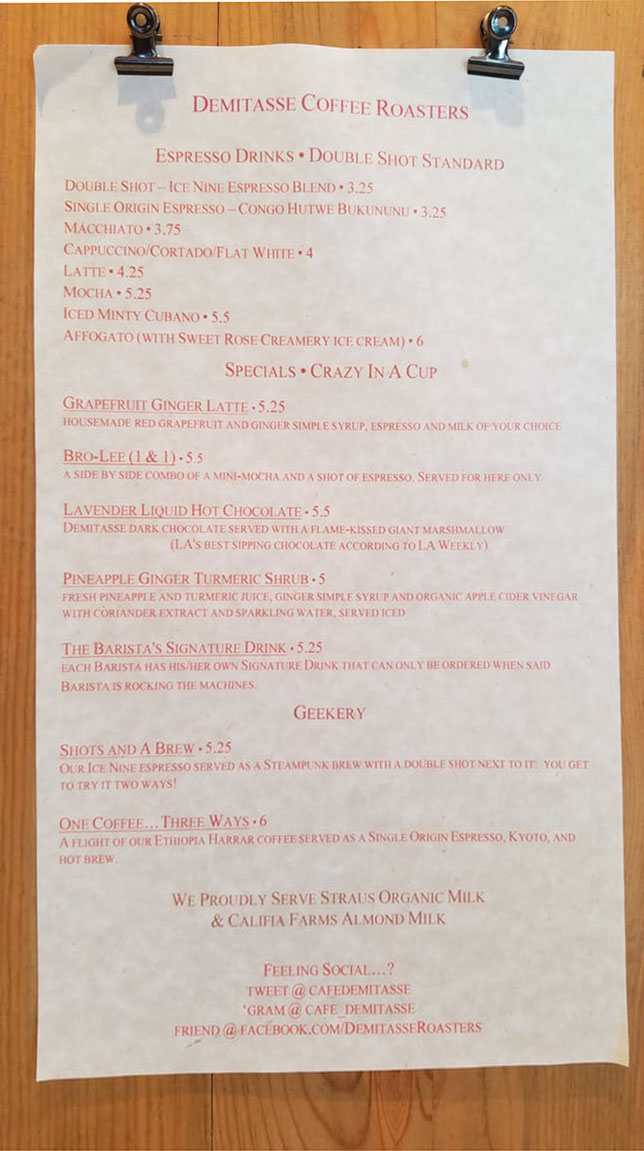 Demitasse Coffee Roasters
Espresso Drinks • Double Shot Standard
Double Shot – Ice Nine Espresso Blend • 3.25
Single Origin Espresso – Congo Hutwe Bukununu • 3.25
Macchiato • 3.75
Cappuccino/Cortado/Flat White • 4
Latte • 4.25
Mocha • 5.25
Iced Minty Cubano • 5.5
Affogato (with Sweet Rose Creamery ice cream) • 6
Specials • Crazy In A Cup
Grapefruit Ginger Latte • 5.25
housemade red grapefruit and ginger simple syrup, espresso and milk of your choice
Bro-Lee (1 & 1) • 5.5
a side by side combo of a mini-mocha and a shot of espresso. Served for here only
Lavender Liquid Hot Chocolate • 5.5
Demitasse dark chocolate served with a flame-kissed giant marshmallow
(LA's best sipping chocolate according to LA Weekly)
Pineapple Ginger Turmeric Shrub • 5
fresh pineapple and turmeric juice, ginger simple syrup and organic apple cider vinegar
with coriander extract and sparkling water, served iced
The Barista's Signature Drink • 5.25
each Barista has his/her own Signature Drink that can only be ordered when said
Barista is rocking the machines.
Geekery
Shots and A Brew • 5.25
Our Ice Nine espresso served as a Steampunk brew with a double shot next to it! you get
to try it two ways!
One Coffee…Three Ways • 6
A flight of our Ethiopia Harrar coffee served as a Single Origin Espresso, Kyoto, and
hot brew.
We Proudly Serve Straus Organic Milk
& Califia Farms Almond Milk
Feeling Social…?
tweet @ cafedemitasse
'gram @ cafe_demitasse
friend @ facebook.com/DemitasseRoasters